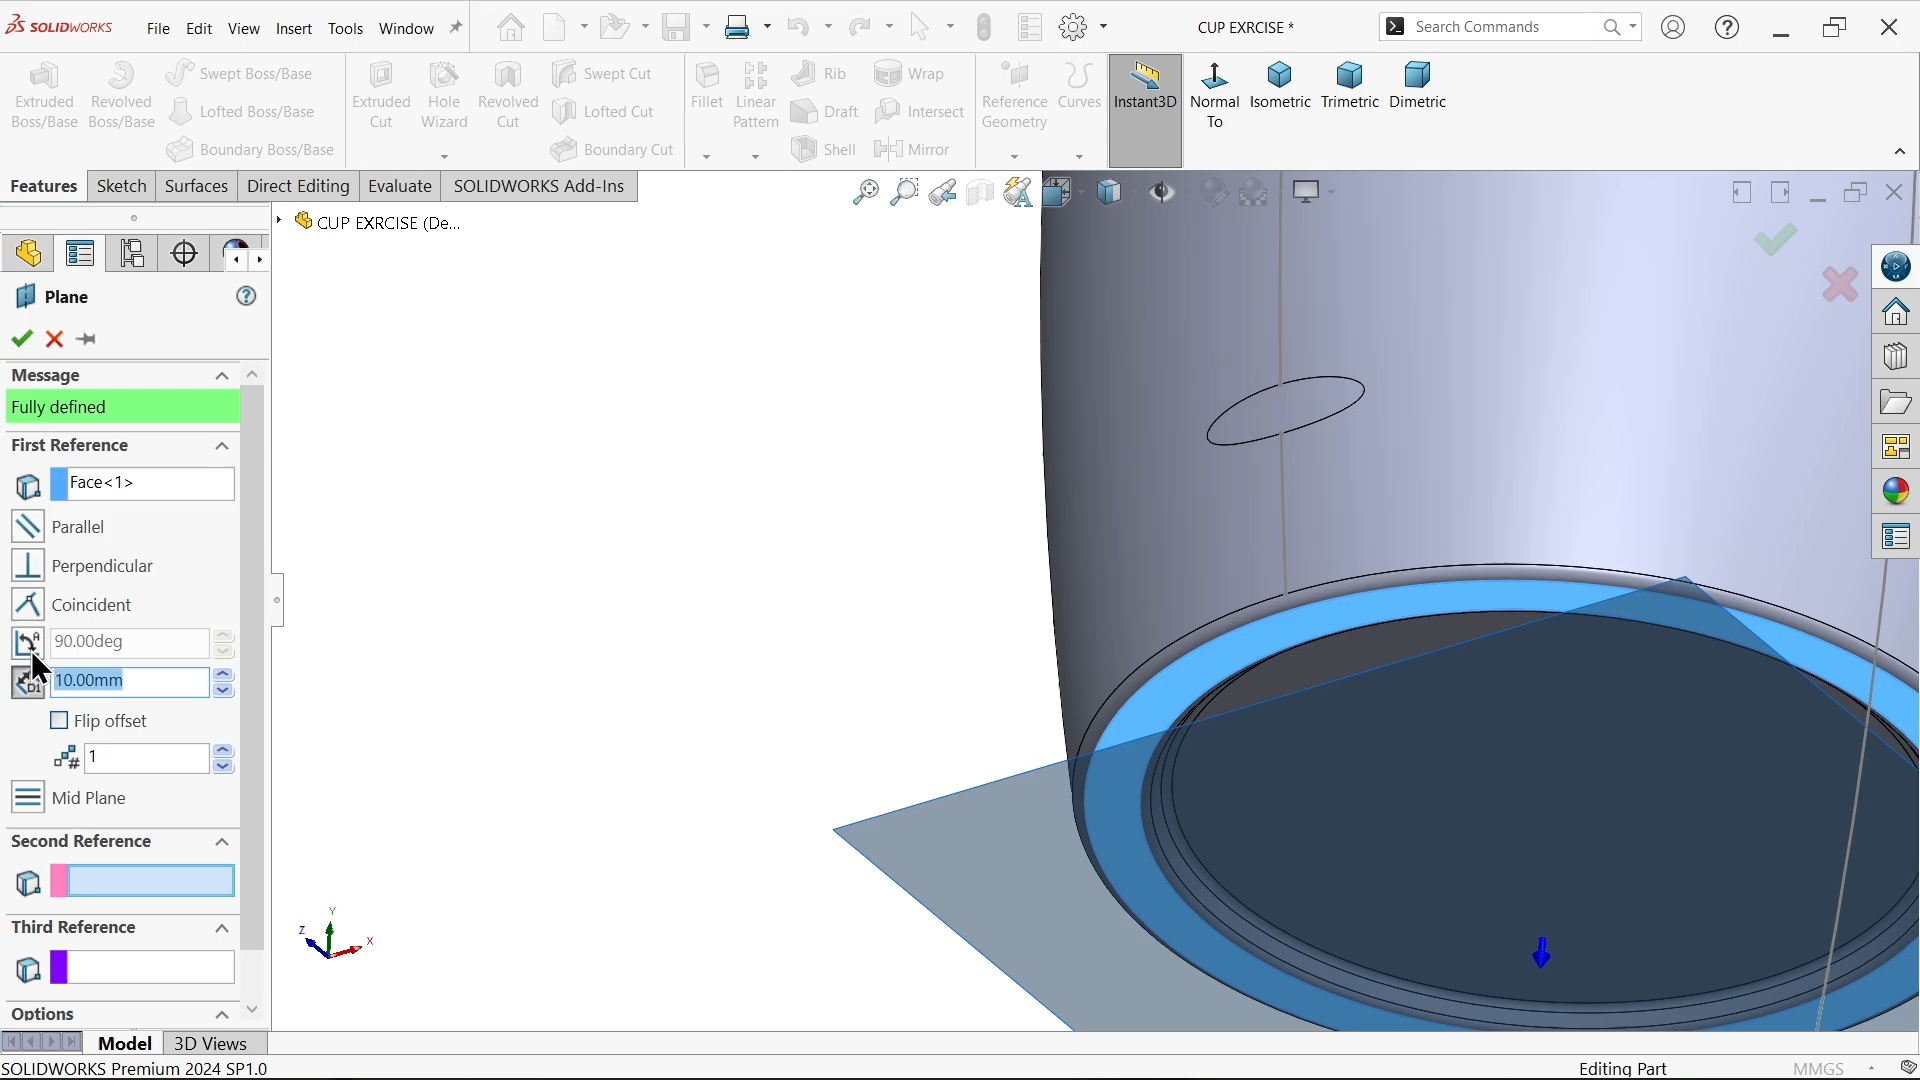 SOLIDWORKS
File Edit View Insert Tools Window
CUP EXRCISE *
Search Commands
Extruded Boss/Base
Revolved Boss/Base
Swept Boss/Base
Lofted Boss/Base
Boundary Boss/Base
Extruded Cut
Hole Wizard
Revolved Cut
Swept Cut
Lofted Cut
Boundary Cut
Fillet
Linear Pattern
Rib
Draft
Shell
Wrap
Intersect
Mirror
Reference Geometry
Curves
Instant3D
Normal To
Isometric
Trimetric
Dimetric
Features Sketch Surfaces Direct Editing Evaluate SOLIDWORKS Add-Ins
CUP EXRCISE (De...
Plane
Message
Fully defined
First Reference
Face<1>
Parallel
Perpendicular
Coincident
90.00deg
10.00mm
Flip offset
1
Mid Plane
Second Reference
Third Reference
Options
Y
Z
X
Model 3D Views
SOLIDWORKS Premium 2024 SP1.0
Editing Part
MMGS